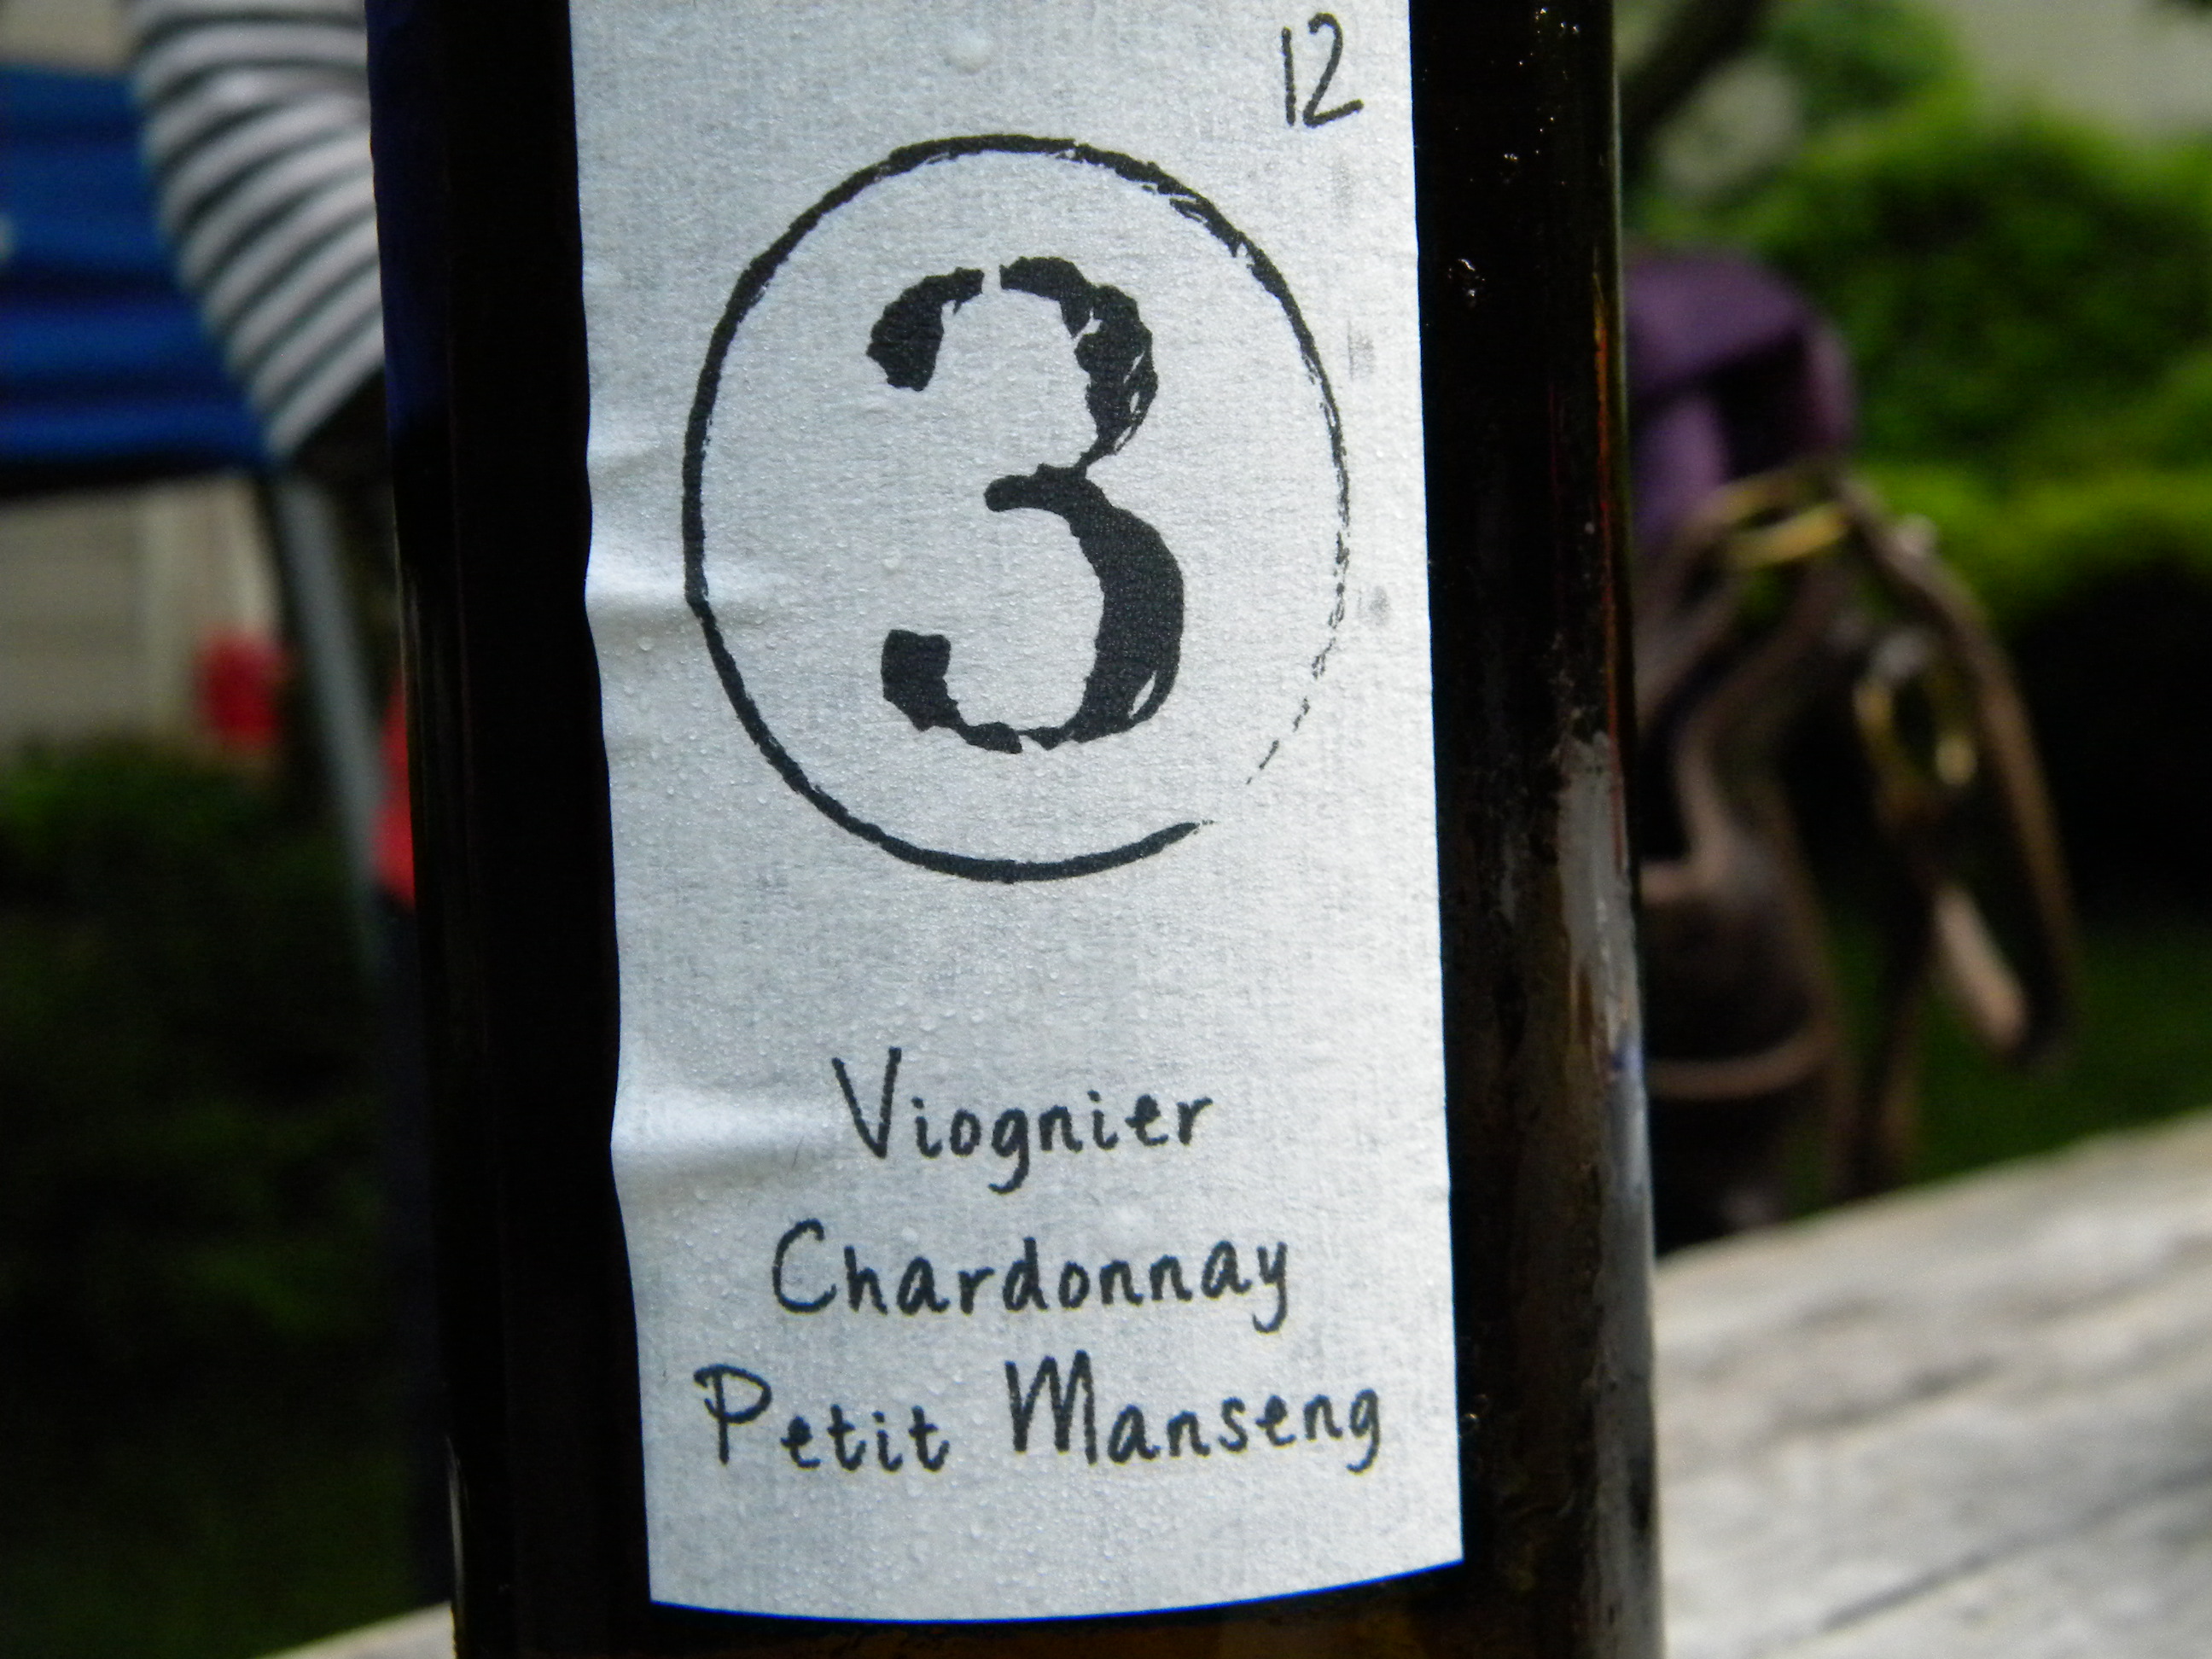 12
3
Viognier
Chardonnay
Petit Manseng